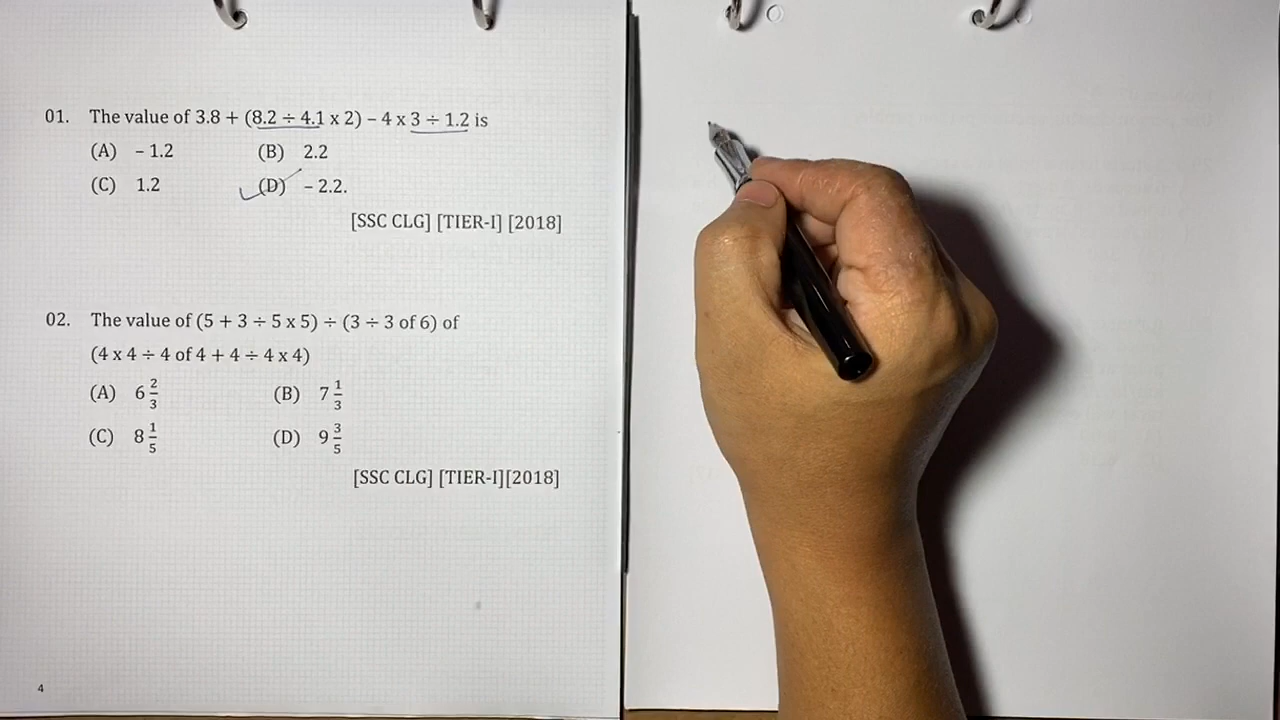 01. The value of 3.8 + (8.2 ÷ 4.1 x 2) – 4 x 3 ÷ 1.2 is
(A) – 1.2 (B) 2.2
(C) 1.2 (D) – 2.2.
[SSC CLG] [TIER-I] [2018]
02. The value of (5 + 3 ÷ 5 x 5) ÷ (3 ÷ 3 of 6) of
(4 x 4 ÷ 4 of 4 + 4 ÷ 4 x 4)
(A) 6 2/3 (B) 7 1/3
(C) 8 1/5 (D) 9 3/5
[SSC CLG] [TIER-I][2018]
4